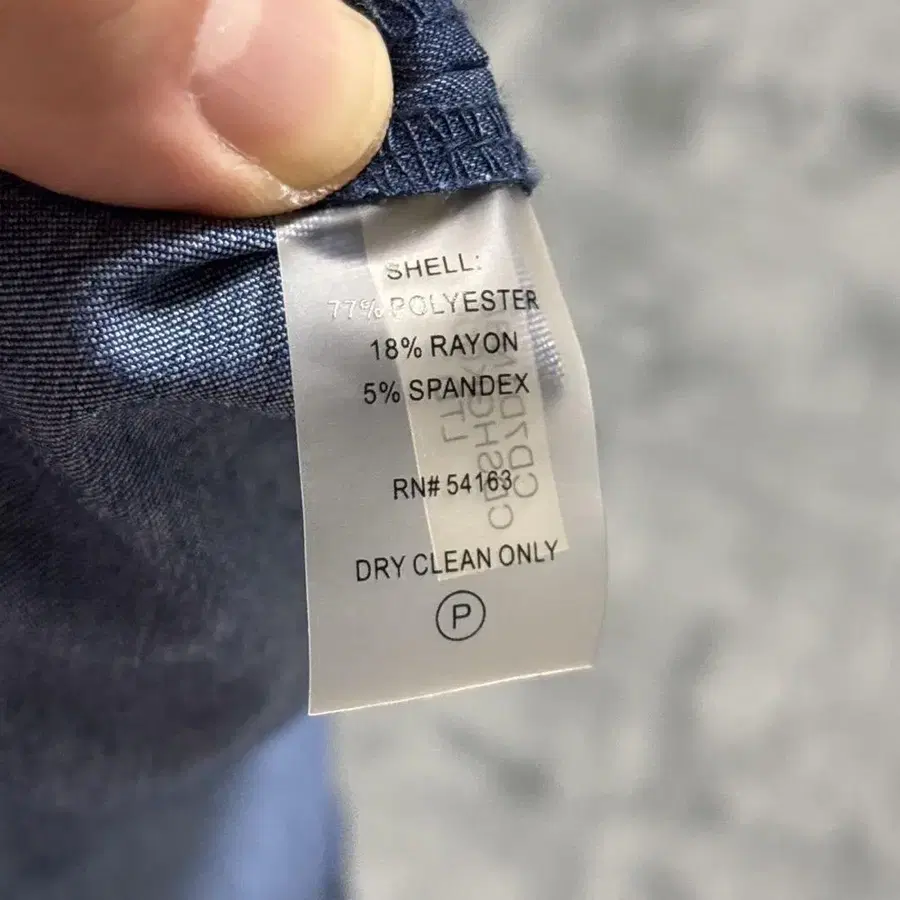 SHELL:
77% POLYESTER
18% RAYON
5% SPANDEX
RN# 54163
DRY CLEAN ONLY
P